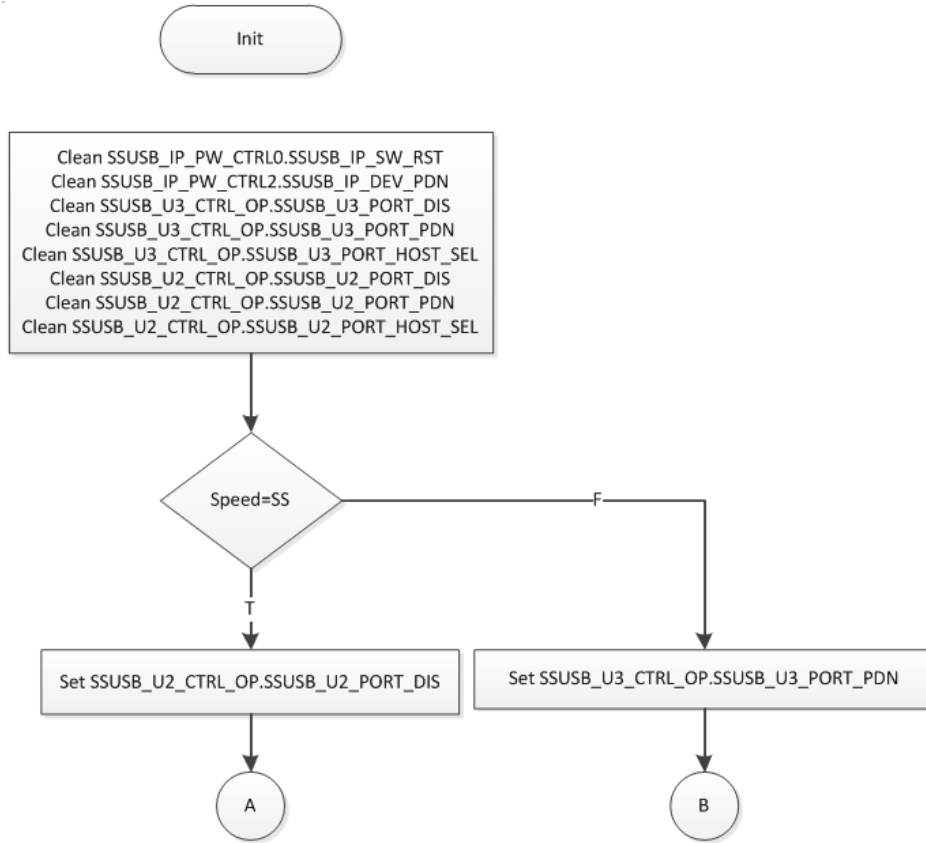 Init
Clean SSUSB_IP_PW_CTRL0.SSUSB_IP_SW_RST
Clean SSUSB_IP_PW_CTRL2.SSUSB_IP_DEV_PDN
Clean SSUSB_U3_CTRL_OP.SSUSB_U3_PORT_DIS
Clean SSUSB_U3_CTRL_OP.SSUSB_U3_PORT_PDN
Clean SSUSB_U3_CTRL_OP.SSUSB_U3_PORT_HOST_SEL
Clean SSUSB_U2_CTRL_OP.SSUSB_U2_PORT_DIS
Clean SSUSB_U2_CTRL_OP.SSUSB_U2_PORT_PDN
Clean SSUSB_U2_CTRL_OP.SSUSB_U2_PORT_HOST_SEL
Speed=SS
F
T
Set SSUSB_U2_CTRL_OP.SSUSB_U2_PORT_DIS
Set SSUSB_U3_CTRL_OP.SSUSB_U3_PORT_PDN
A
B